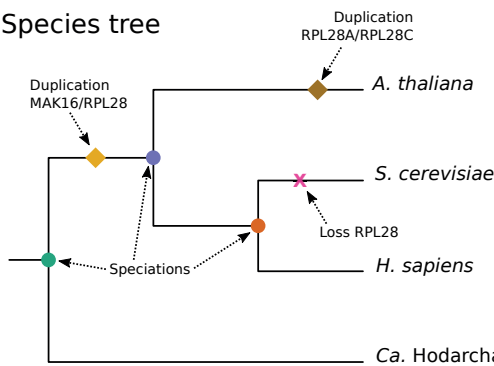 Species tree
Duplication
RPL28A/RPL28C
A. thaliana
Duplication
MAK16/RPL28
S. cerevisiae
x
Loss RPL28
Speciations
H. sapiens
Ca. Hodarcha